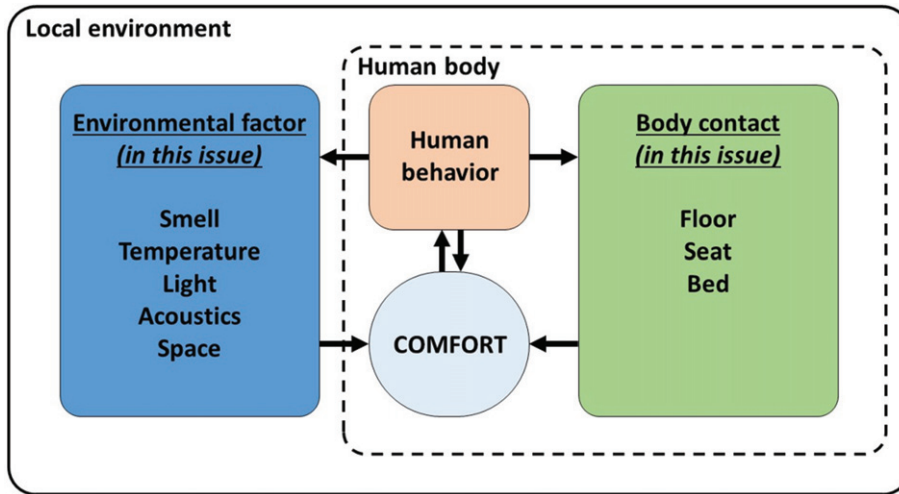 Local environment
Human body
Environmental factor
(in this issue)
Smell
Temperature
Light
Acoustics
Space
Human
behavior
COMFORT
Body contact
(in this issue)
Floor
Seat
Bed